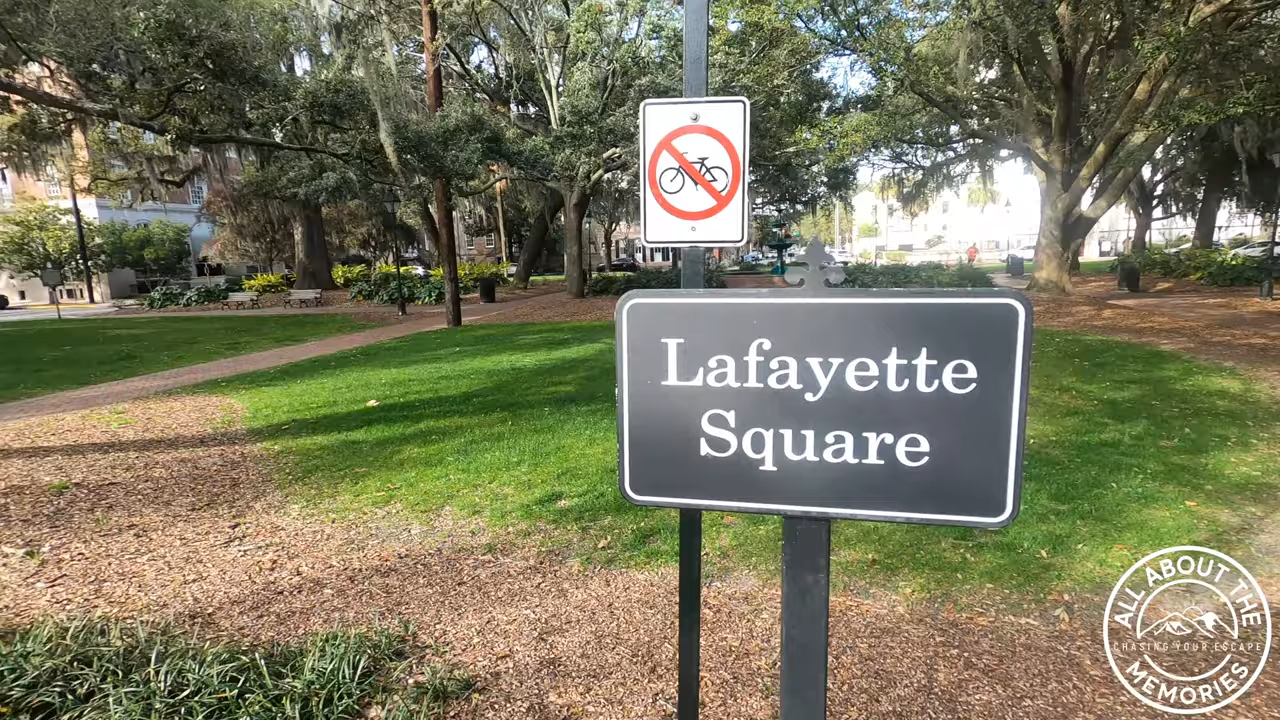 Lafayette
Square
ALL ABOUT THE
CHASING YOUR ESCAPE
MEMORIES